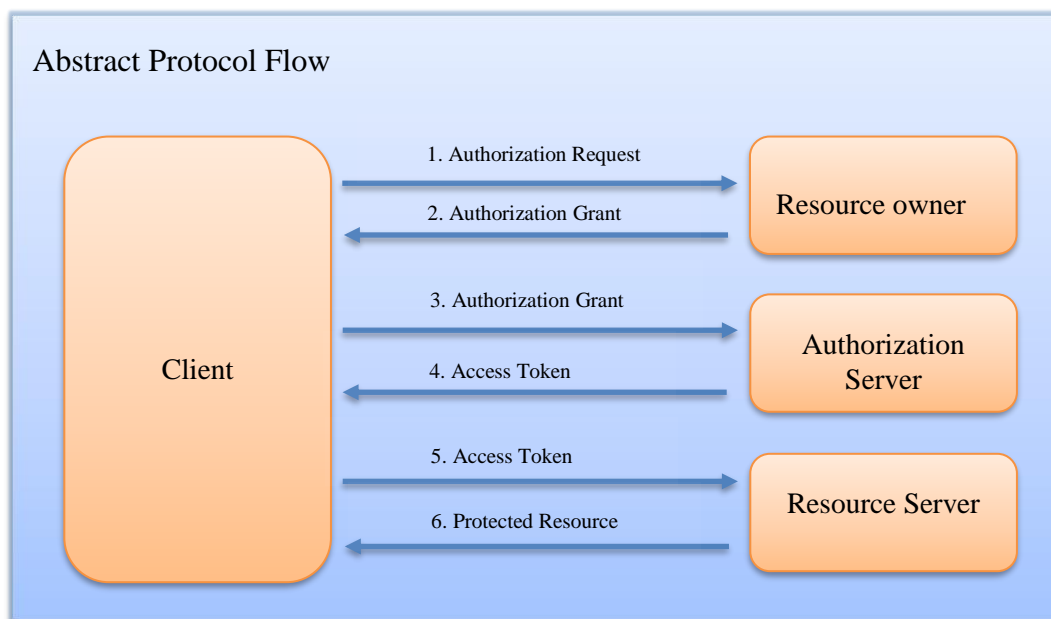 Abstract Protocol Flow
1. Authorization Request
Resource owner
2. Authorization Grant
3. Authorization Grant
Authorization
Server
Client
4. Access Token
5. Access Token
Resource Server
6. Protected Resource